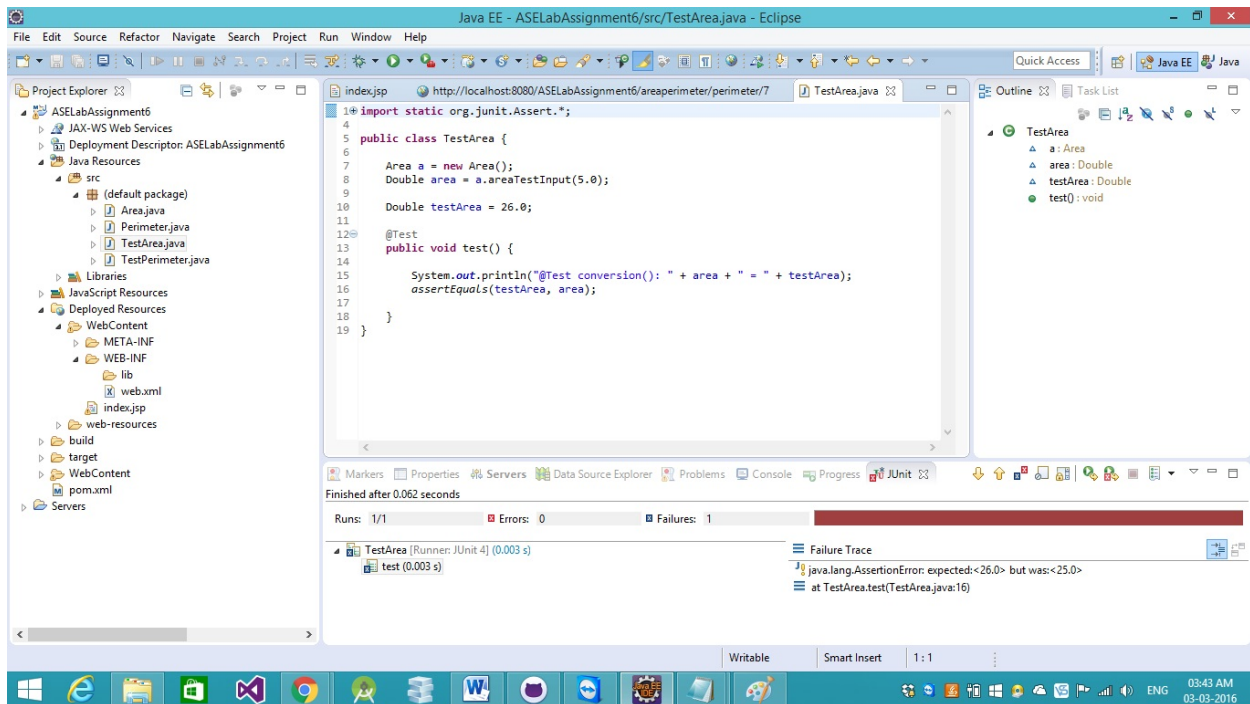 Java EE - ASELabAssignment6/src/TestArea.java - Eclipse
File Edit Source Refactor Navigate Search Project Run Window Help
Quick Access
Java EE
Java
Project Explorer
ASELabAssignment6
JAX-WS Web Services
Deployment Descriptor: ASELabAssignment6
Java Resources
src
(default package)
Area.java
Perimeter.java
TestArea.java
TestPerimeter.java
Libraries
JavaScript Resources
Deployed Resources
WebContent
META-INF
WEB-INF
lib
web.xml
index.jsp
web-resources
build
target
WebContent
pom.xml
Servers
index.jsp
http://localhost:8080/ASELabAssignment6/areaperimeter/perimeter/7
TestArea.java
1 import static org.junit.Assert.*;
4
5 public class TestArea {
6
7 Area a = new Area();
8 Double area = a.areaTestInput(5.0);
9
10 Double testArea = 26.0;
11
12 @Test
13 public void test() {
14
15 System.out.println("@Test conversion(): " + area + " = " + testArea);
16 assertEquals(testArea, area);
17
18 }
19 }
Outline
Task List
TestArea
a : Area
area : Double
testArea : Double
test() : void
Markers Properties Servers Data Source Explorer Problems Console Progress JUnit
Finished after 0.062 seconds
Runs: 1/1 Errors: 0 Failures: 1
TestArea [Runner: JUnit 4] (0.003 s)
test (0.003 s)
Failure Trace
java.lang.AssertionError: expected:<26.0> but was:<25.0>
at TestArea.test(TestArea.java:16)
Writable Smart Insert 1 : 1
ENG
03:43 AM
03-03-2016